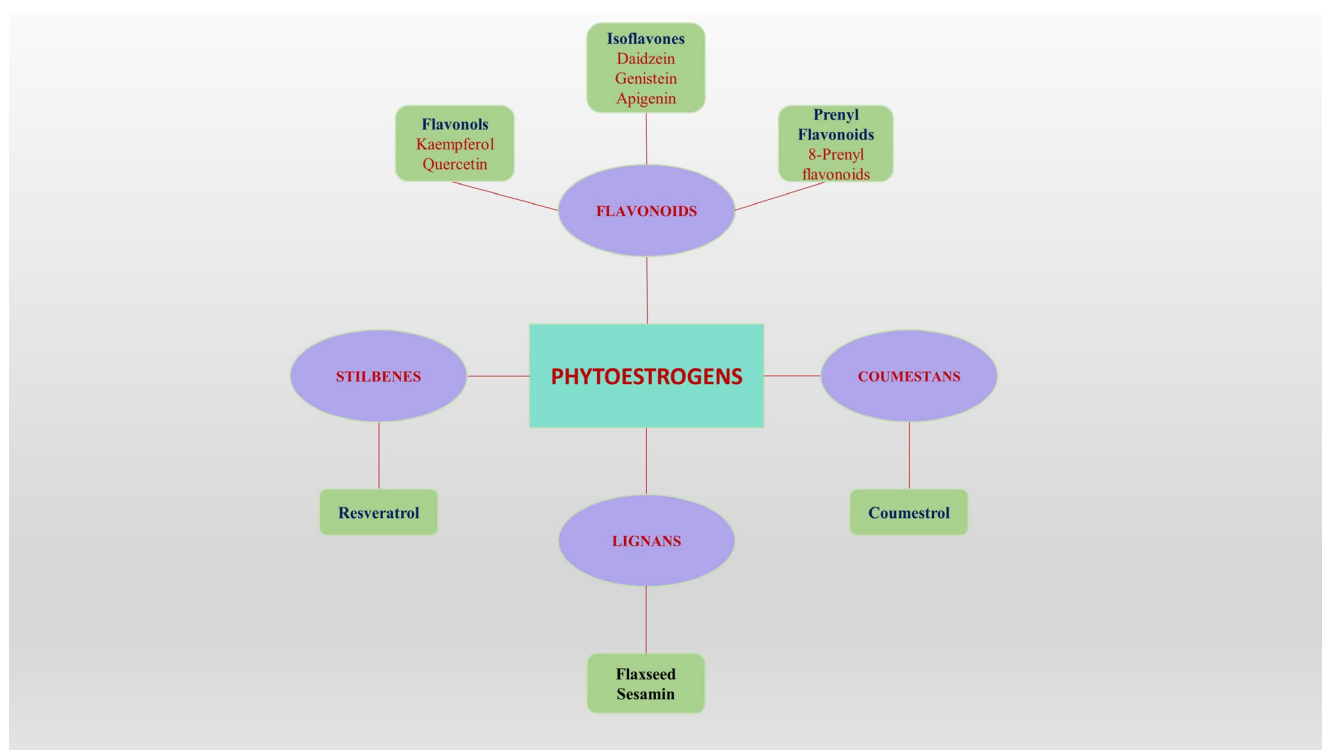 Isoflavones
Daidzein
Genistein
Apigenin
Flavonols
Kaempferol
Quercetin
Prenyl
Flavonoids
8-Prenyl
flavonoids
FLAVONOIDS
STILBENES
PHYTOESTROGENS
COUMESTANS
Resveratrol
Coumestrol
LIGNANS
Flaxseed
Sesamin